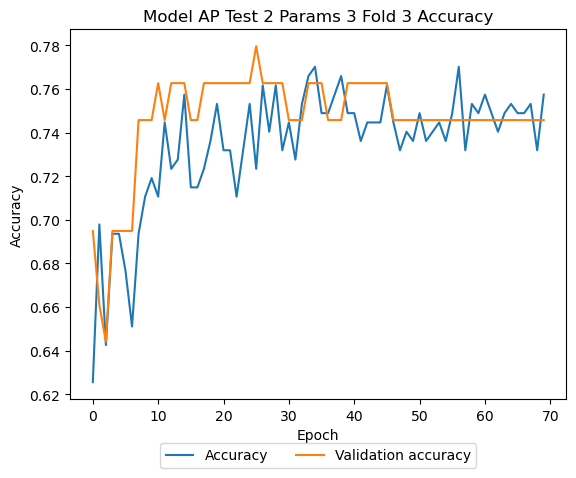 Model AP Test 2 Params 3 Fold 3 Accuracy
Accuracy
0.78
0.76
0.74
0.72
0.70
0.68
0.66
0.64
0.62
0 10 20 30 40 50 60 70
Epoch
Accuracy Validation accuracy